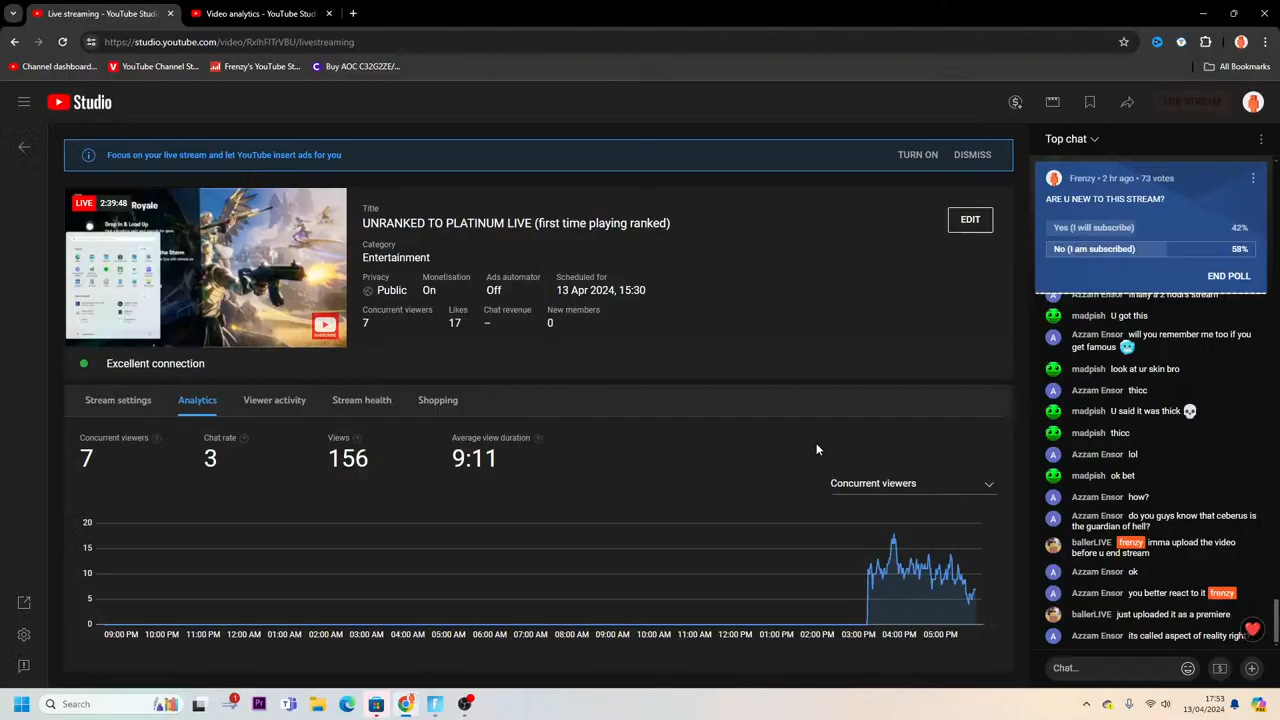 Live streaming - YouTube Studio
Video analytics - YouTube Studio
https://studio.youtube.com/video/RxlhFITrVBU/livestreaming
Channel dashboard...
YouTube Channel St...
Frenzy's YouTube St...
Buy AOC C32G2ZE/...
All Bookmarks
Studio
END STREAM
Focus on your live stream and let YouTube insert ads for you
TURN ON
DISMISS
LIVE
2:39:48
Royale
Drop In & Load Up
SUBSCRIBE
Title
UNRANKED TO PLATINUM LIVE (first time playing ranked)
EDIT
Category
Entertainment
Privacy Monetisation Ads automator Scheduled for
Public On Off 13 Apr 2024, 15:30
Concurrent viewers Likes Chat revenue New members
7 17 – 0
Excellent connection
Stream settings Analytics Viewer activity Stream health Shopping
Concurrent viewers Chat rate Views Average view duration
7 3 156 9:11
Concurrent viewers
20
15
10
5
0
09:00 PM 10:00 PM 11:00 PM 12:00 AM 01:00 AM 02:00 AM 03:00 AM 04:00 AM 05:00 AM 06:00 AM 07:00 AM 08:00 AM 09:00 AM 10:00 AM 11:00 AM 12:00 PM 01:00 PM 02:00 PM 03:00 PM 04:00 PM 05:00 PM
Top chat
Frenzy • 2 hr ago • 73 votes
ARE U NEW TO THIS STREAM?
Yes (I will subscribe) 42%
No (I am subscribed) 58%
END POLL
finally a 2 hours stream
madpish U got this
Azzam Ensor will you remember me too if you
get famous
madpish look at ur skin bro
Azzam Ensor thicc
madpish U said it was thick
madpish thicc
Azzam Ensor lol
madpish ok bet
Azzam Ensor how?
Azzam Ensor do you guys know that ceberus is
the guardian of hell?
ballerLIVE frenzy imma upload the video
before u end stream
Azzam Ensor ok
Azzam Ensor you better react to it frenzy
ballerLIVE just uploaded it as a premiere
Azzam Ensor its called aspect of reality right
Chat...
Search
1
17:53
13/04/2024